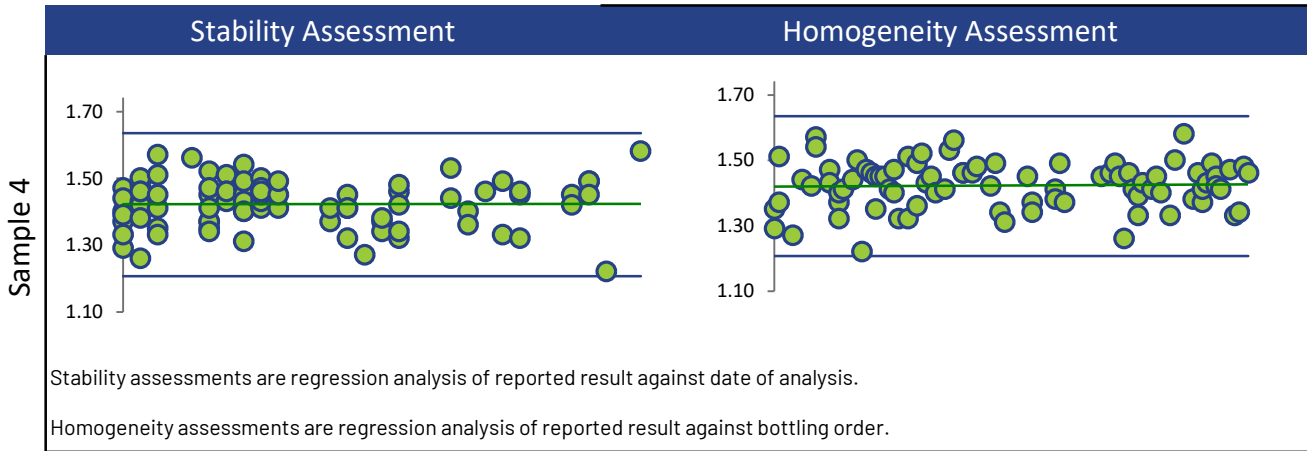 Stability Assessment
Homogeneity Assessment
Sample 4
1.70
1.50
1.30
1.10
1.70
1.50
1.30
1.10
Stability assessments are regression analysis of reported result against date of analysis.
Homogeneity assessments are regression analysis of reported result against bottling order.